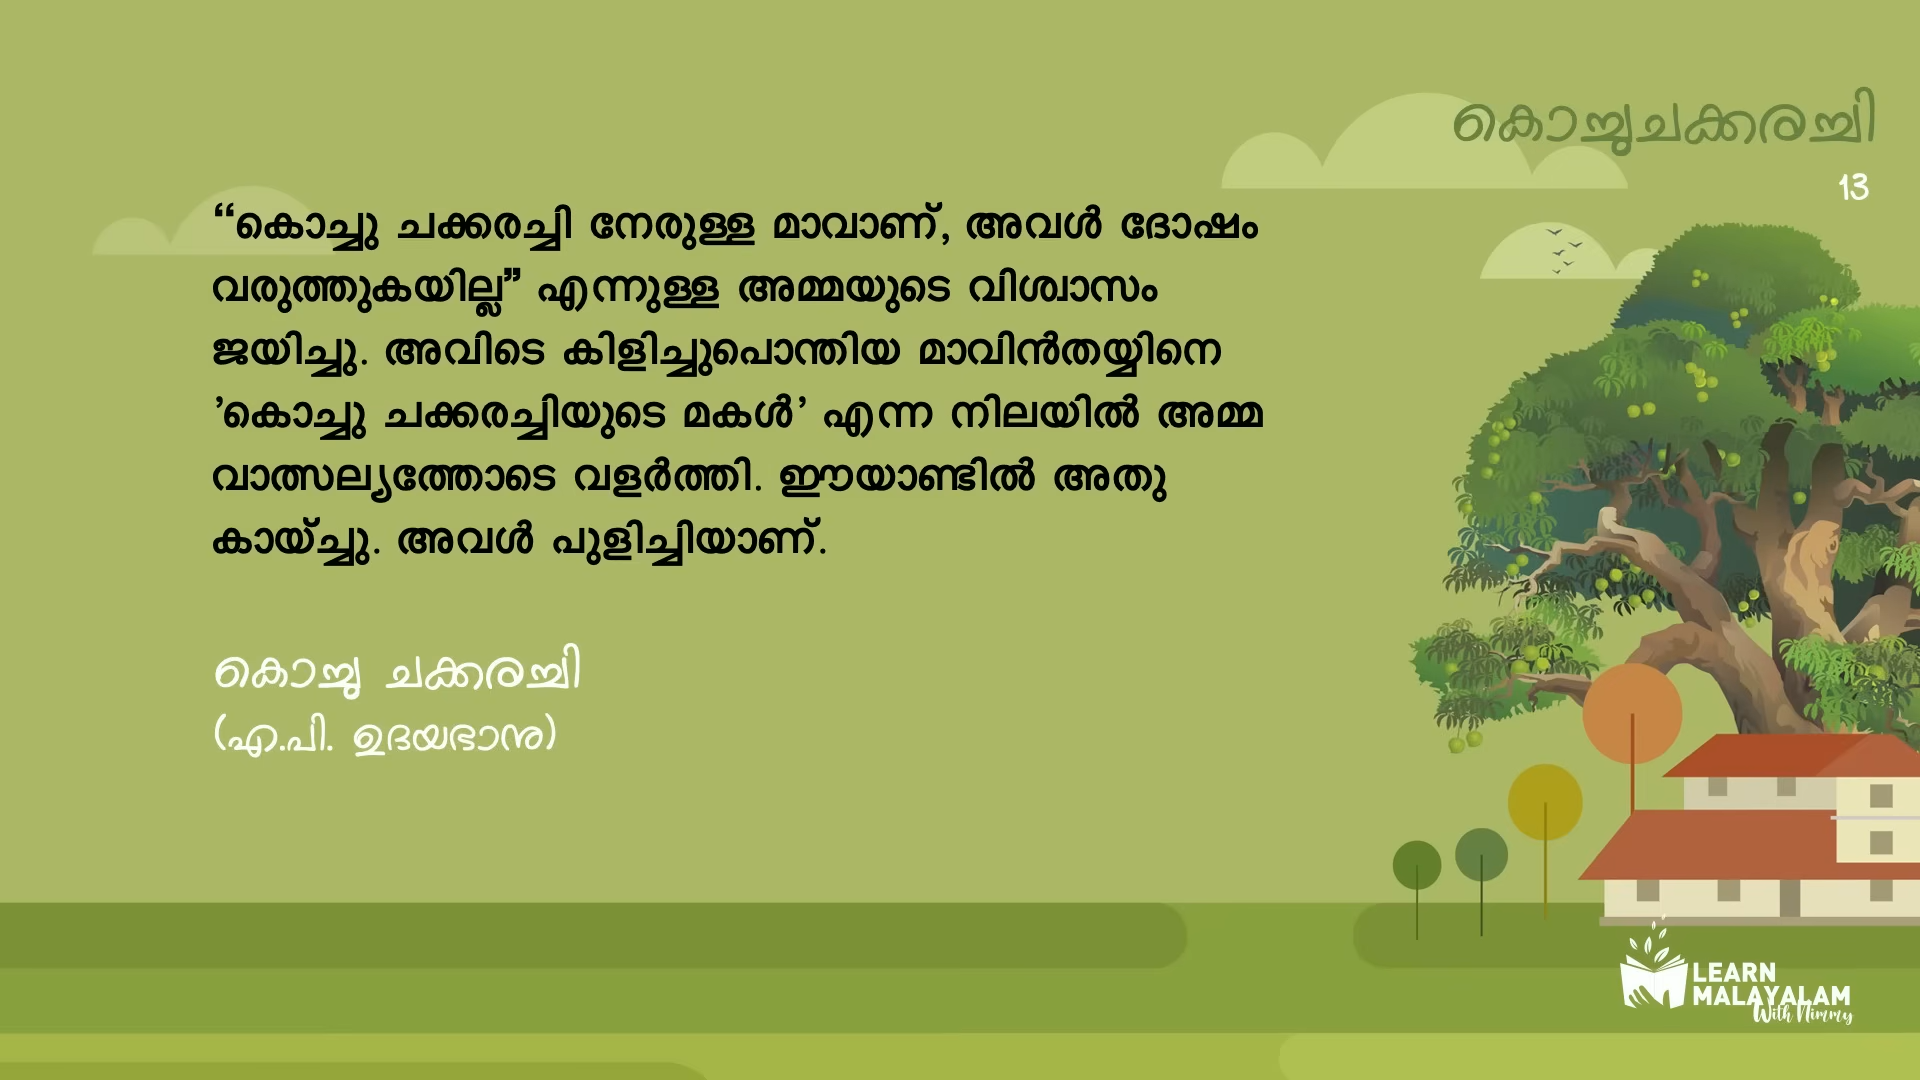 കൊച്ചുചക്കരച്ചി
13
“കൊച്ചു ചക്കരച്ചി നേരുള്ള മാവാണ്, അവൾ ദോഷം
വരുത്തുകയില്ല” എന്നുള്ള അമ്മയുടെ വിശ്വാസം
ജയിച്ചു. അവിടെ കിളിച്ചുപൊന്തിയ മാവിൻതയ്യിനെ
’കൊച്ചു ചക്കരച്ചിയുടെ മകൾ’ എന്ന നിലയിൽ അമ്മ
വാത്സല്യത്തോടെ വളർത്തി. ഈയാണ്ടിൽ അതു
കായ്ച്ചു. അവൾ പുളിച്ചിയാണ്.
കൊച്ചു ചക്കരച്ചി
(എ.പി. ഉദയഭാനു)
LEARN
MALAYALAM
With Nimmy